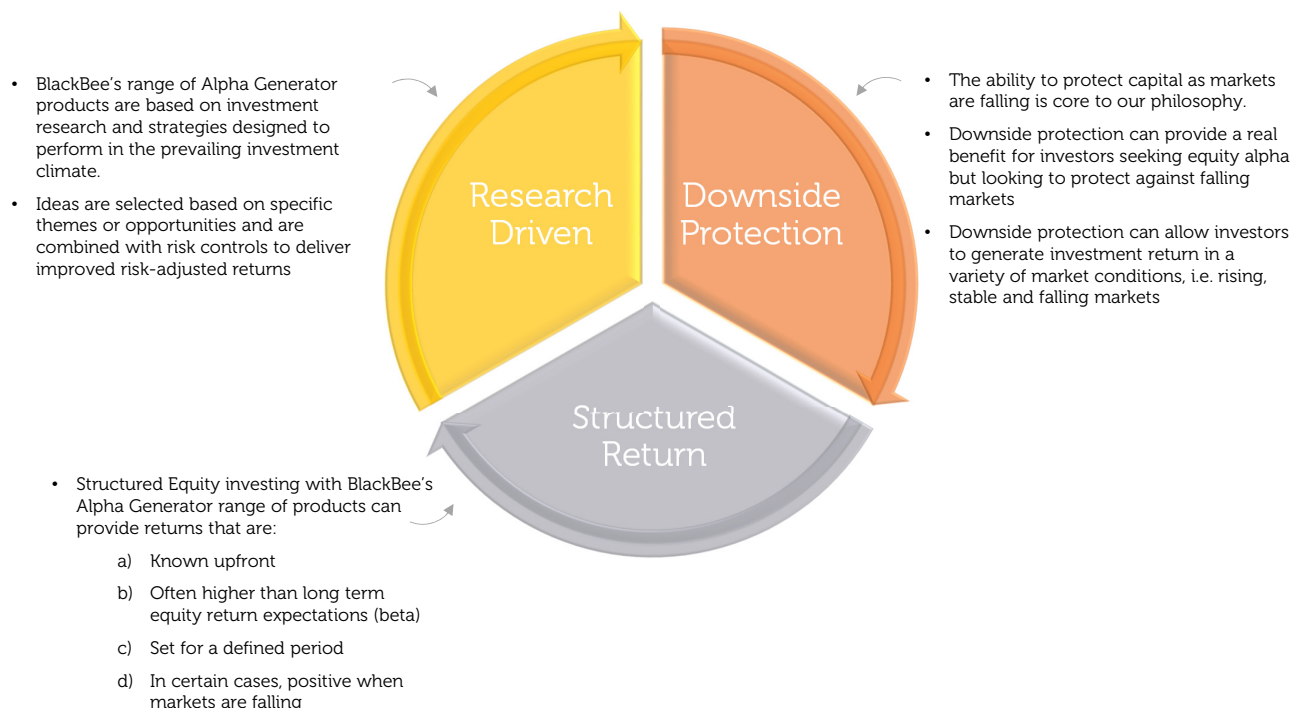 • BlackBee's range of Alpha Generator
products are based on investment
research and strategies designed to
perform in the prevailing investment
climate.
• Ideas are selected based on specific
themes or opportunities and are
combined with risk controls to deliver
improved risk-adjusted returns
Research
Driven
Downside
Protection
• The ability to protect capital as markets
are falling is core to our philosophy.
• Downside protection can provide a real
benefit for investors seeking equity alpha
but looking to protect against falling
markets
• Downside protection can allow investors
to generate investment return in a
variety of market conditions, i.e. rising,
stable and falling markets
Structured
Return
• Structured Equity investing with BlackBee's
Alpha Generator range of products can
provide returns that are:
a) Known upfront
b) Often higher than long term
equity return expectations (beta)
c) Set for a defined period
d) In certain cases, positive when
markets are falling